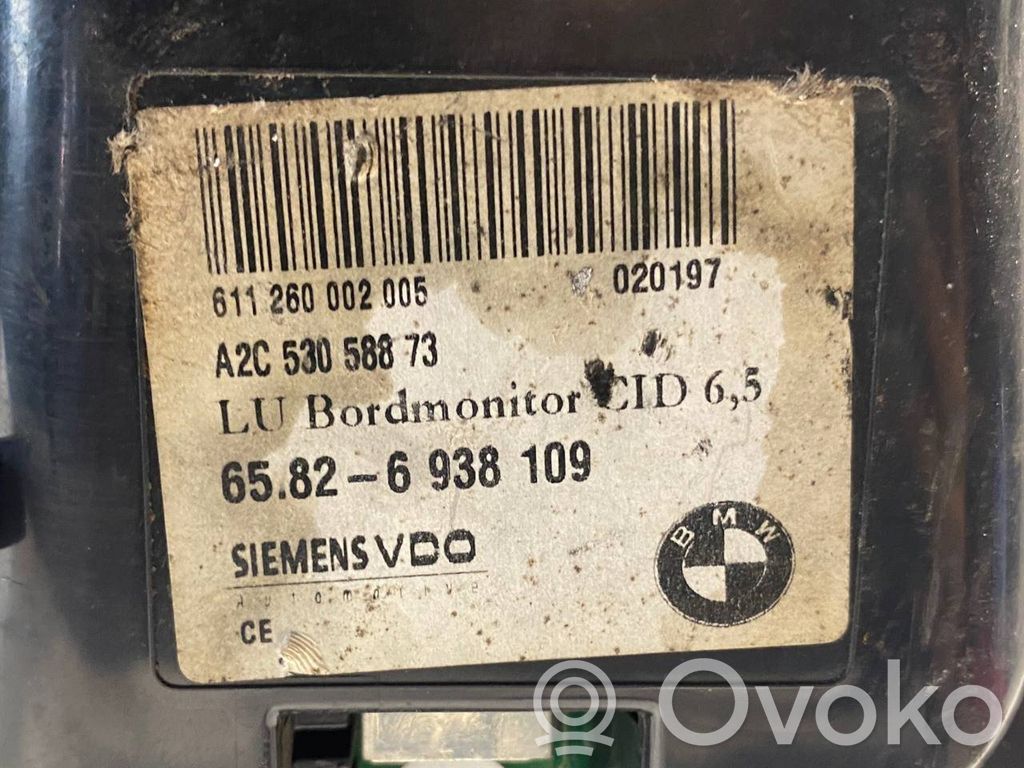 611 260 002 005 020197
A2C 530 588 73
LU Bordmonitor CID 6,5
65.82-6 938 109
SIEMENS VDO
Automotive
BMW
CE
© Ovoko